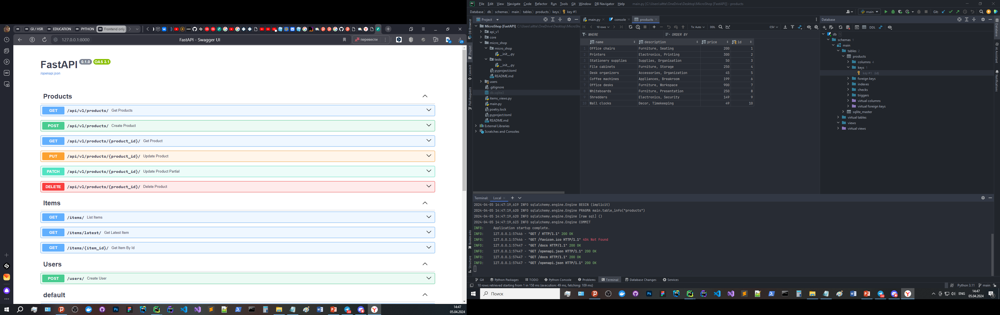 GI / HSR
EDUCATION
PYTHON
Frontend only
127.0.0.1:8000
FastAPI - Swagger UI
перевести
21
FastAPI 0.1.0 OAS 3.1
/openapi.json
Products
GET /api/v1/products/ Get Products
POST /api/v1/products/ Create Product
GET /api/v1/products/{product_id}/ Get Product
PUT /api/v1/products/{product_id}/ Update Product
PATCH /api/v1/products/{product_id}/ Update Product Partial
DELETE /api/v1/products/{product_id}/ Delete Product
Items
GET /items/ List Items
GET /items/latest/ Get Latest Item
GET /items/{item_id}/ Get Item By Id
Users
POST /users/ Create User
default
14:47
05.04.2024
File Edit View Navigate Code Refactor Run Tools Git Window DB Navigator Help main.py [C:\Users\altte\OneDrive\Desktop\MicroShop [FastAPI]] - products
Database db schemas main tables products keys key #1
main
Git:
DB Browser
Project
Commit
Pull Requests
Bookmarks
Structure
Project
MicroShop [FastAPI] C:\Users\altte\OneDrive\Desktop\MicroSh
api_v1
core
micro_shop
micro_shop
__init__.py
tests
__init__.py
pyproject.toml
README.md
users
.gitignore
db.sqlite3
items_views.py
main.py
poetry.lock
pyproject.toml
README.md
External Libraries
Scratches and Consoles
main.py console products
10 rows Tx: Auto DDL CSV
WHERE ORDER BY
name description price id
1 Office chairs Furniture, Seating 200 1
2 Printers Electronics, Printing 300 2
3 Stationery supplies Supplies, Organisation 50 3
4 File cabinets Furniture, Storage 250 4
5 Desk organizers Accessories, Organization 45 5
6 Coffee machines Appliances, Breakroom 199 6
7 Office desks Furniture, Workspace 900 7
8 Whiteboards Furniture, Presentation 250 8
9 Shredders Electronics, Security 149 9
10 Wall clocks Decor, Timekeeping 49 10
Database
DDL
db 1
schemas 1
main
tables 2
products
columns 4
keys 1
key #1 (id)
foreign keys
indexes
checks
triggers
virtual columns
virtual foreign keys
sqlite_master
virtual tables
views
virtual views
Database
AI Assistant
Notifications
Terminal: Local
2024-04-05 14:47:19,619 INFO sqlalchemy.engine.Engine BEGIN (implicit)
2024-04-05 14:47:19,620 INFO sqlalchemy.engine.Engine PRAGMA main.table_info("products")
2024-04-05 14:47:19,620 INFO sqlalchemy.engine.Engine [raw sql] ()
2024-04-05 14:47:19,623 INFO sqlalchemy.engine.Engine COMMIT
INFO: Application startup complete.
INFO: 127.0.0.1:57446 - "GET / HTTP/1.1" 200 OK
INFO: 127.0.0.1:57446 - "GET /favicon.ico HTTP/1.1" 404 Not Found
INFO: 127.0.0.1:57447 - "GET /docs HTTP/1.1" 200 OK
INFO: 127.0.0.1:57447 - "GET /openapi.json HTTP/1.1" 200 OK
INFO: 127.0.0.1:57447 - "GET /docs HTTP/1.1" 200 OK
INFO: 127.0.0.1:57447 - "GET /openapi.json HTTP/1.1" 200 OK
Git Python Packages TODO Python Console Problems Terminal Database Changes Services
10 rows retrieved starting from 1 in 158 ms (execution: 49 ms, fetching: 109 ms)
Python 3.11 main
Поиск
ENG
14:47
05.04.2024